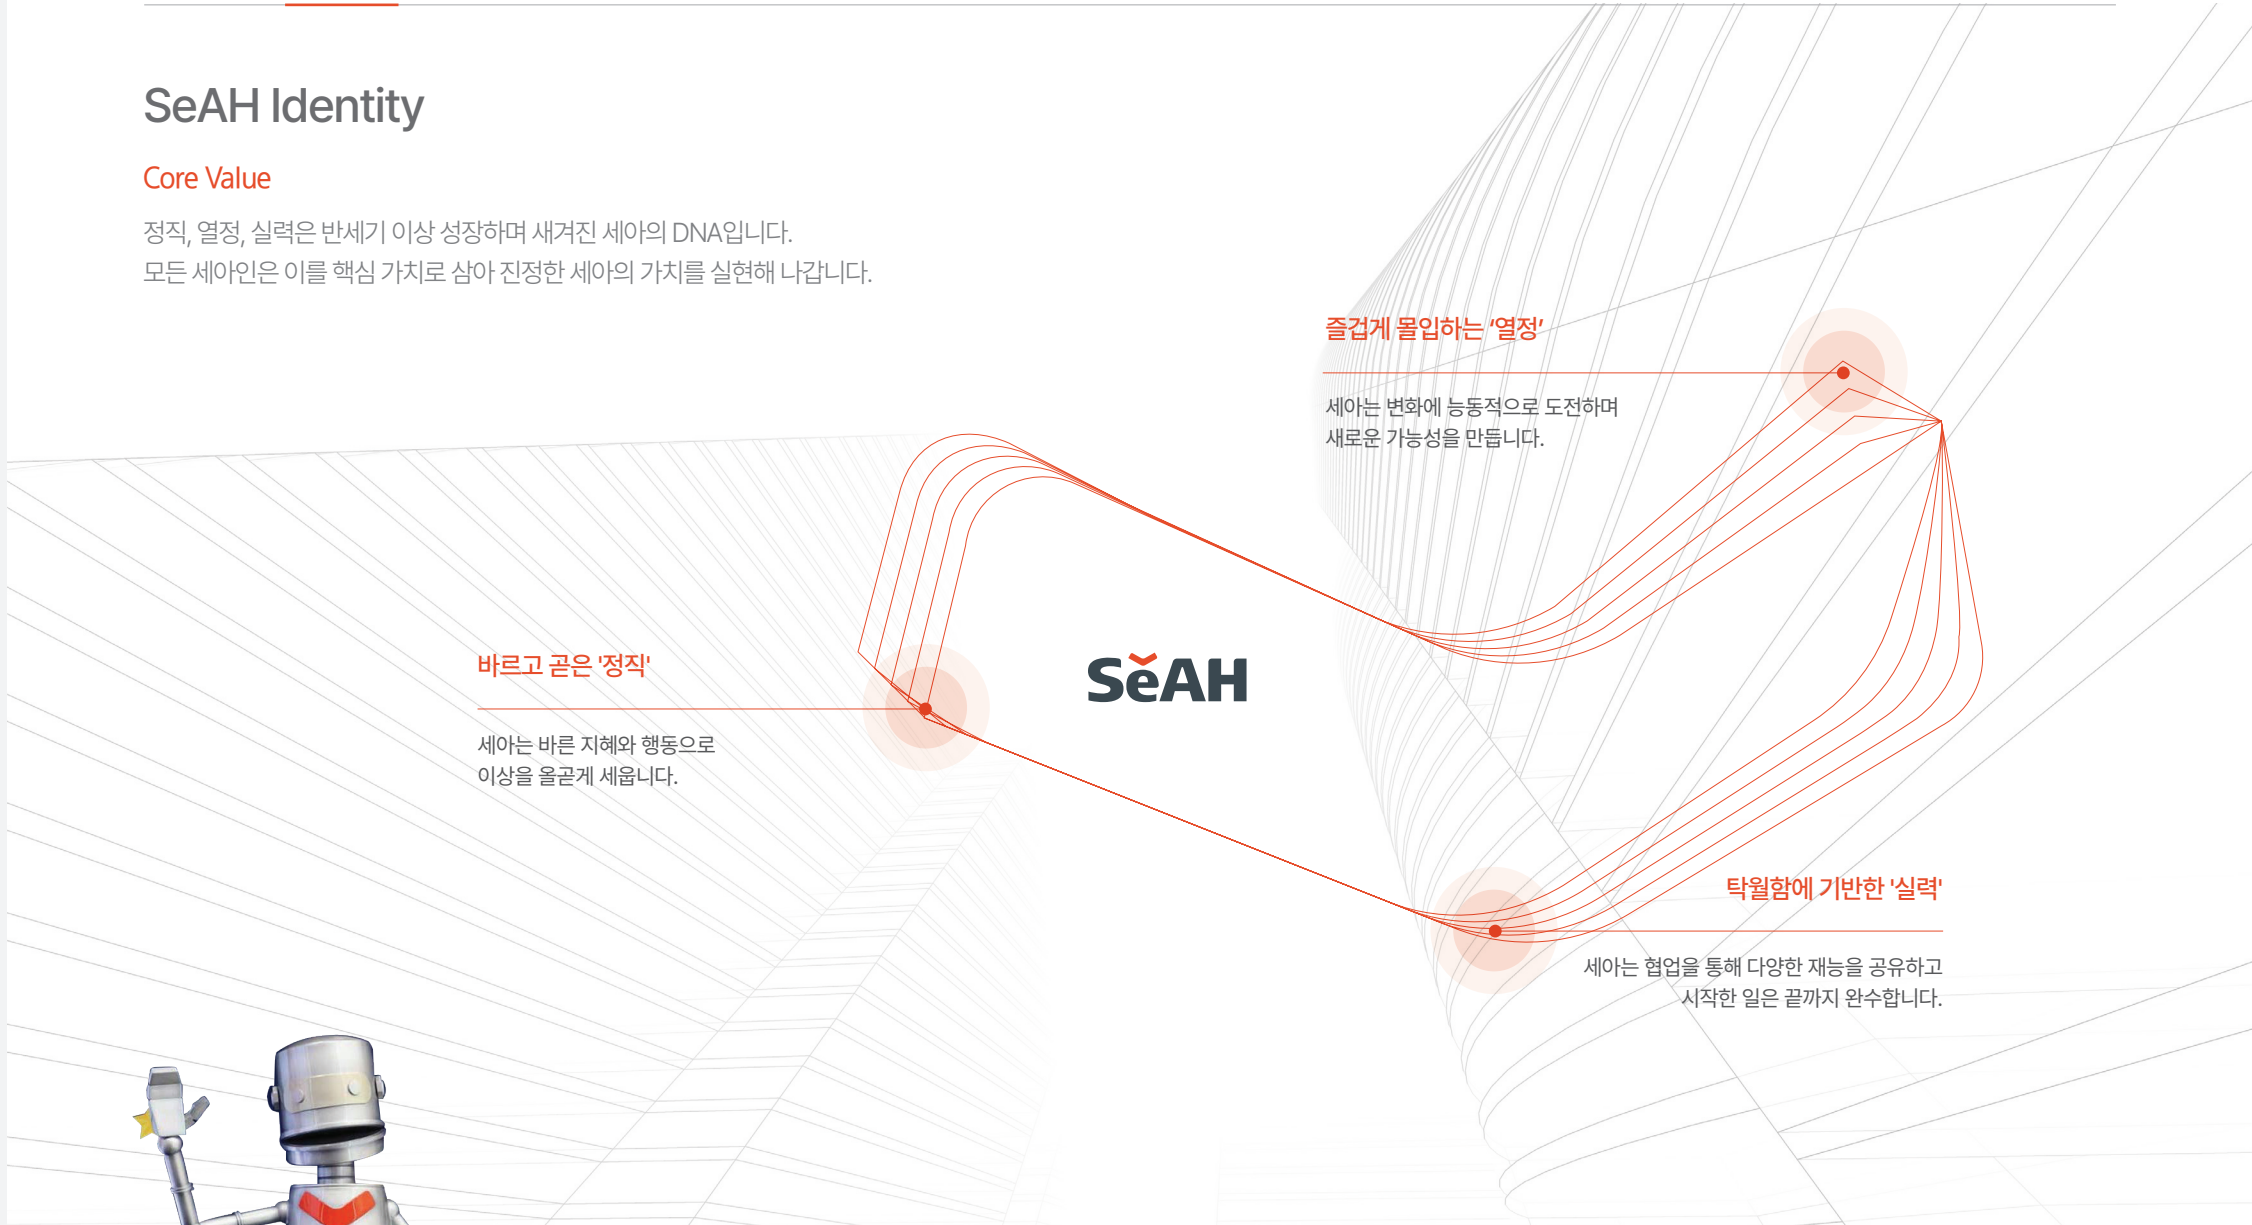 SeAH Identity
Core Value
정직, 열정, 실력은 반세기 이상 성장하며 새겨진 세아의 DNA입니다.
모든 세아인은 이를 핵심 가치로 삼아 진정한 세아의 가치를 실현해 나갑니다.
즐겁게 몰입하는 ‘열정’
세아는 변화에 능동적으로 도전하며
새로운 가능성을 만듭니다.
바르고 곧은 '정직'
세아는 바른 지혜와 행동으로
이상을 올곧게 세웁니다.
SeAH
탁월함에 기반한 '실력'
세아는 협업을 통해 다양한 재능을 공유하고
시작한 일은 끝까지 완수합니다.